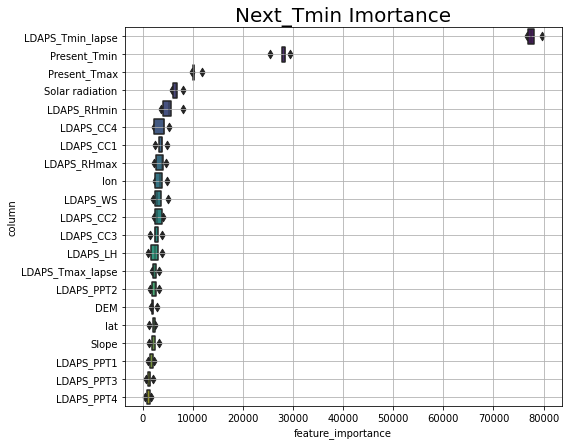 Next_Tmin Imortance
LDAPS_Tmin_lapse
Present_Tmin
Present_Tmax
Solar radiation
LDAPS_RHmin
LDAPS_CC4
LDAPS_CC1
LDAPS_RHmax
lon
LDAPS_WS
LDAPS_CC2
LDAPS_CC3
LDAPS_LH
LDAPS_Tmax_lapse
LDAPS_PPT2
DEM
lat
Slope
LDAPS_PPT1
LDAPS_PPT3
LDAPS_PPT4
column
0 10000 20000 30000 40000 50000 60000 70000 80000
feature_importance